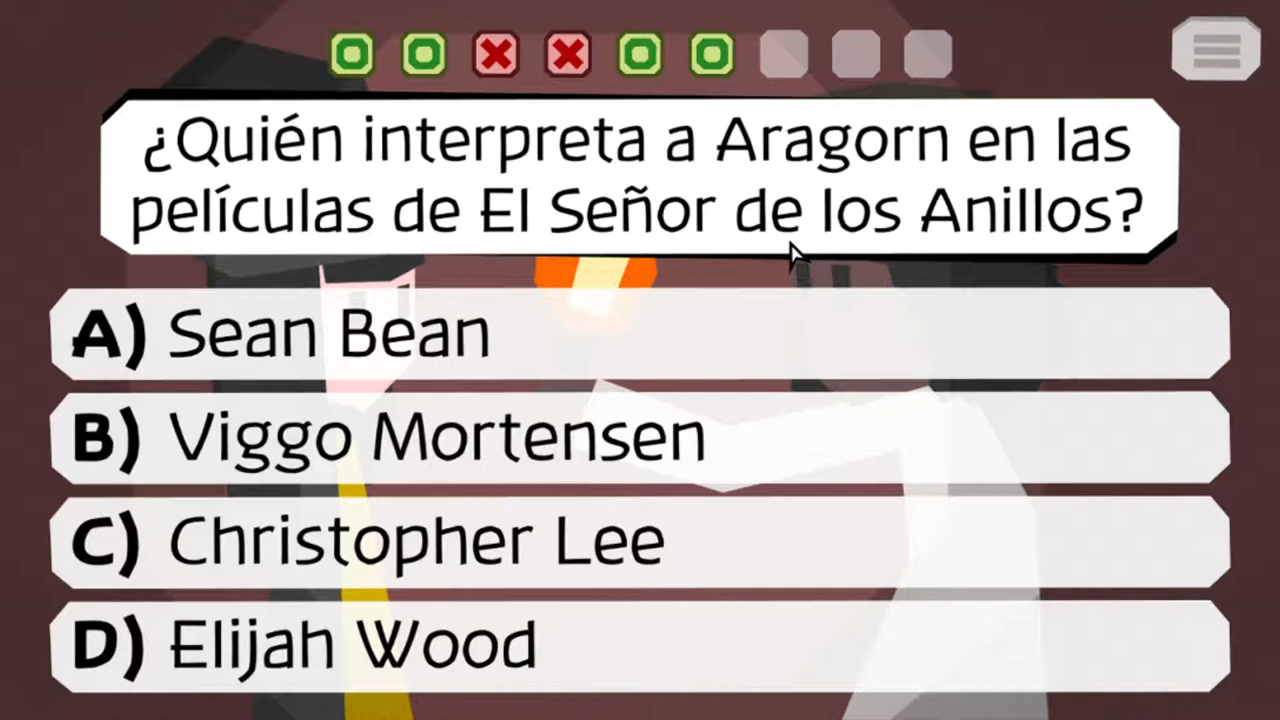 ¿Quién interpreta a Aragorn en las
películas de El Señor de los Anillos?
A) Sean Bean
B) Viggo Mortensen
C) Christopher Lee
D) Elijah Wood